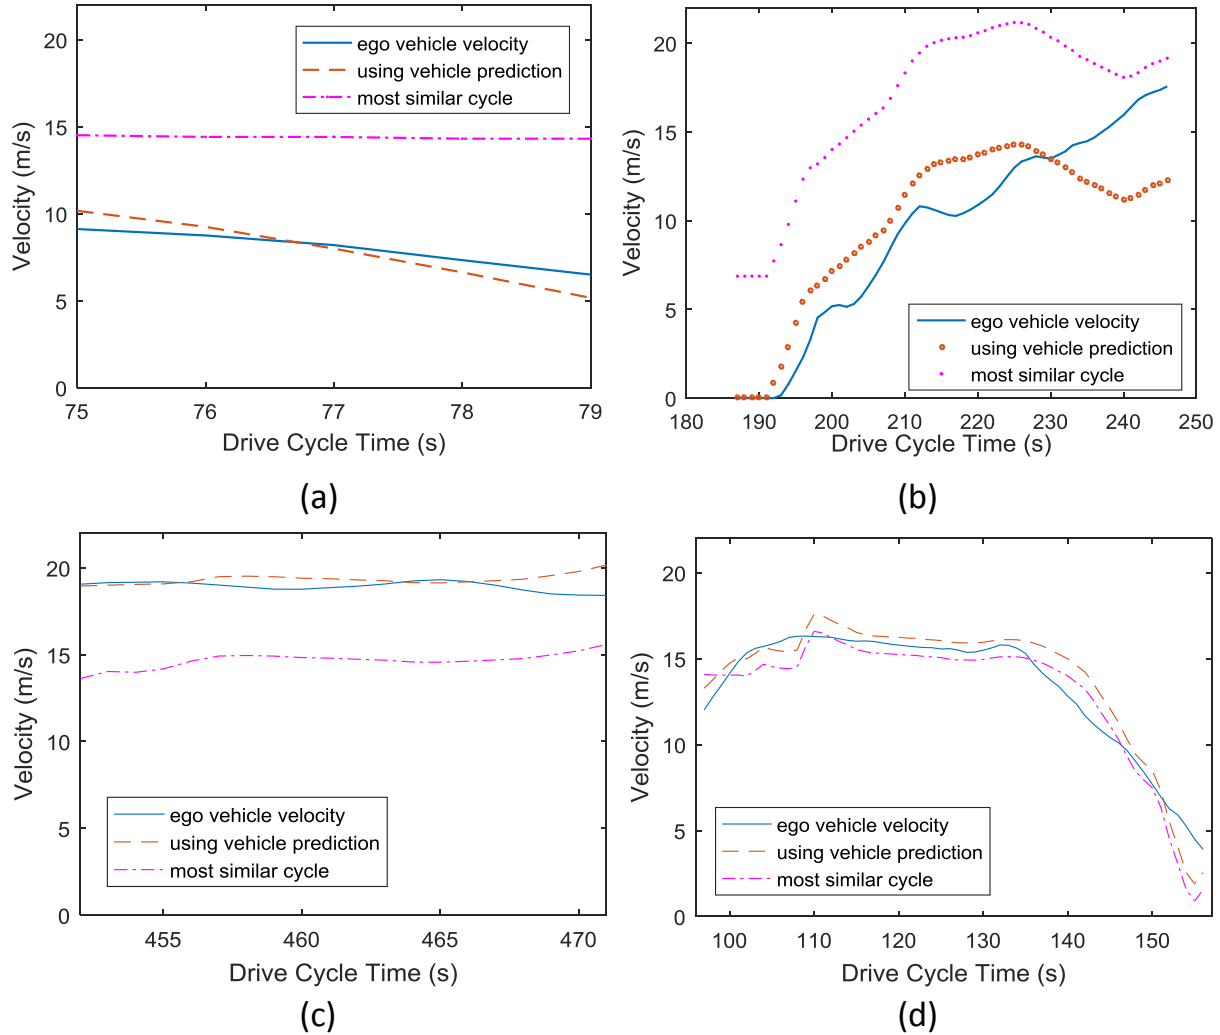 20
15
10
5
0
Velocity (m/s)
ego vehicle velocity
using vehicle prediction
most similar cycle
75 76 77 78 79
Drive Cycle Time (s)
(a)
20
15
10
5
0
Velocity (m/s)
ego vehicle velocity
using vehicle prediction
most similar cycle
180 190 200 210 220 230 240 250
Drive Cycle Time (s)
(b)
20
15
10
5
0
Velocity (m/s)
ego vehicle velocity
using vehicle prediction
most similar cycle
455 460 465 470
Drive Cycle Time (s)
(c)
20
15
10
5
0
Velocity (m/s)
ego vehicle velocity
using vehicle prediction
most similar cycle
100 110 120 130 140 150
Drive Cycle Time (s)
(d)